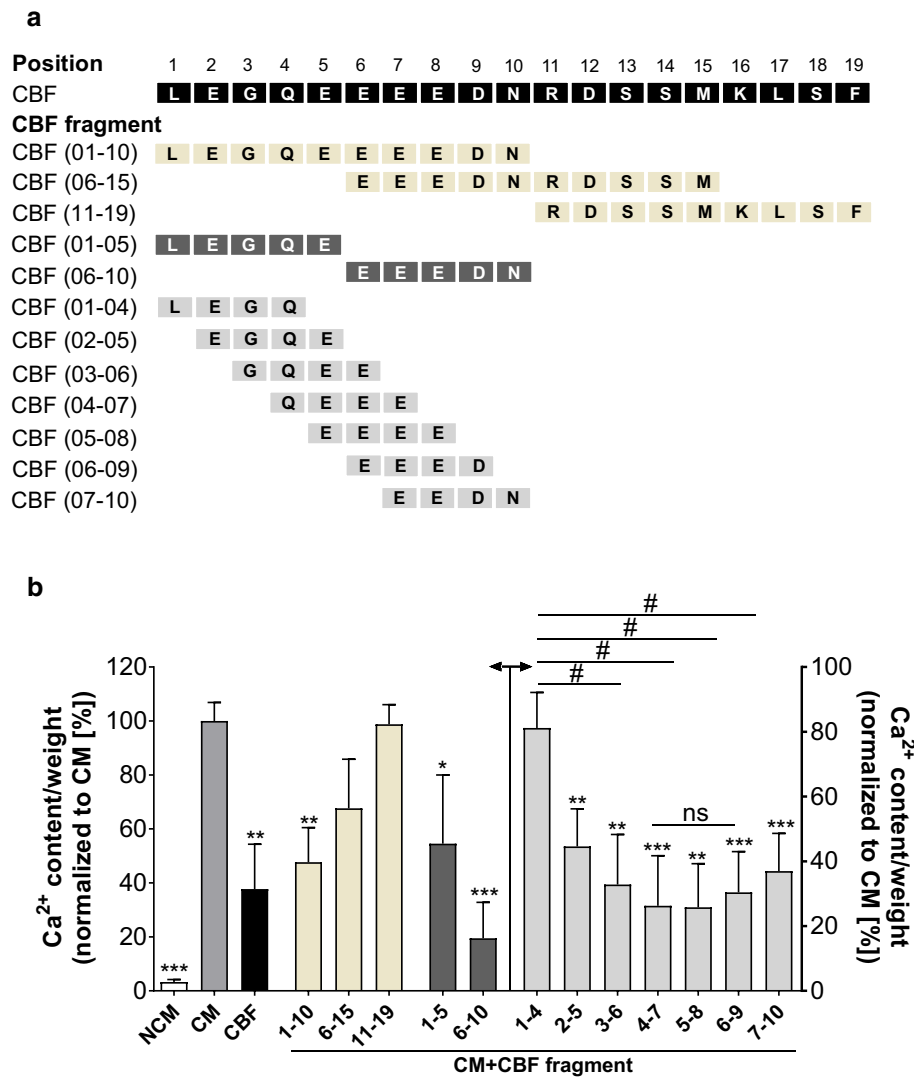 a
Position 1 2 3 4 5 6 7 8 9 10 11 12 13 14 15 16 17 18 19
CBF L E G Q E E E E D N R D S S M K L S F
CBF fragment
CBF (01-10) L E G Q E E E E D N
CBF (06-15) E E E D N R D S S M
CBF (11-19) R D S S M K L S F
CBF (01-05) L E G Q E
CBF (06-10) E E E D N
CBF (01-04) L E G Q
CBF (02-05) E G Q E
CBF (03-06) G Q E E
CBF (04-07) Q E E E
CBF (05-08) E E E E
CBF (06-09) E E E D
CBF (07-10) E E D N
b
Ca2+ content/weight
(normalized to CM [%])
120
100
80
60
40
20
0
***
**
**
*
***
#
#
#
#
**
**
***
**
***
***
ns
100
80
60
40
20
0
Ca2+ content/weight
(normalized to CM [%])
NCM CM CBF 1-10 6-15 11-19 1-5 6-10 1-4 2-5 3-6 4-7 5-8 6-9 7-10
CM+CBF fragment